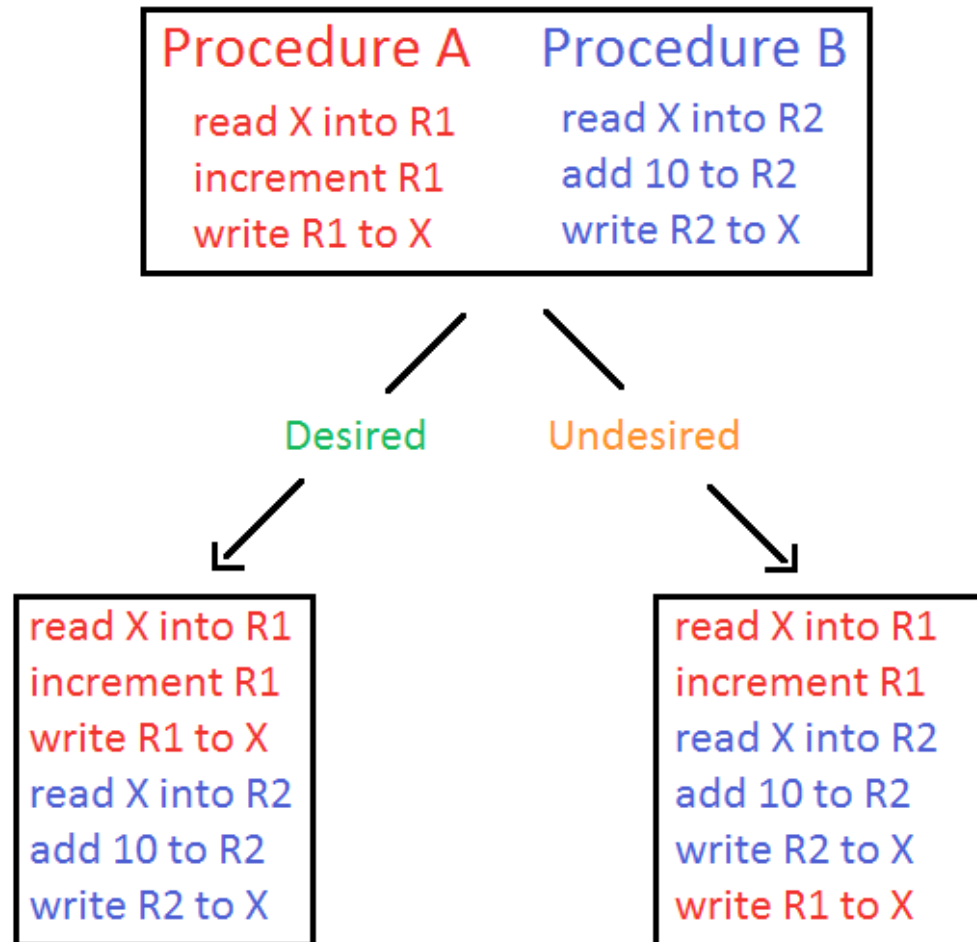 Procedure A
Procedure B
read X into R1
increment R1
write R1 to X
read X into R2
add 10 to R2
write R2 to X
Desired
Undesired
read X into R1
increment R1
write R1 to X
read X into R2
add 10 to R2
write R2 to X
read X into R1
increment R1
read X into R2
add 10 to R2
write R2 to X
write R1 to X